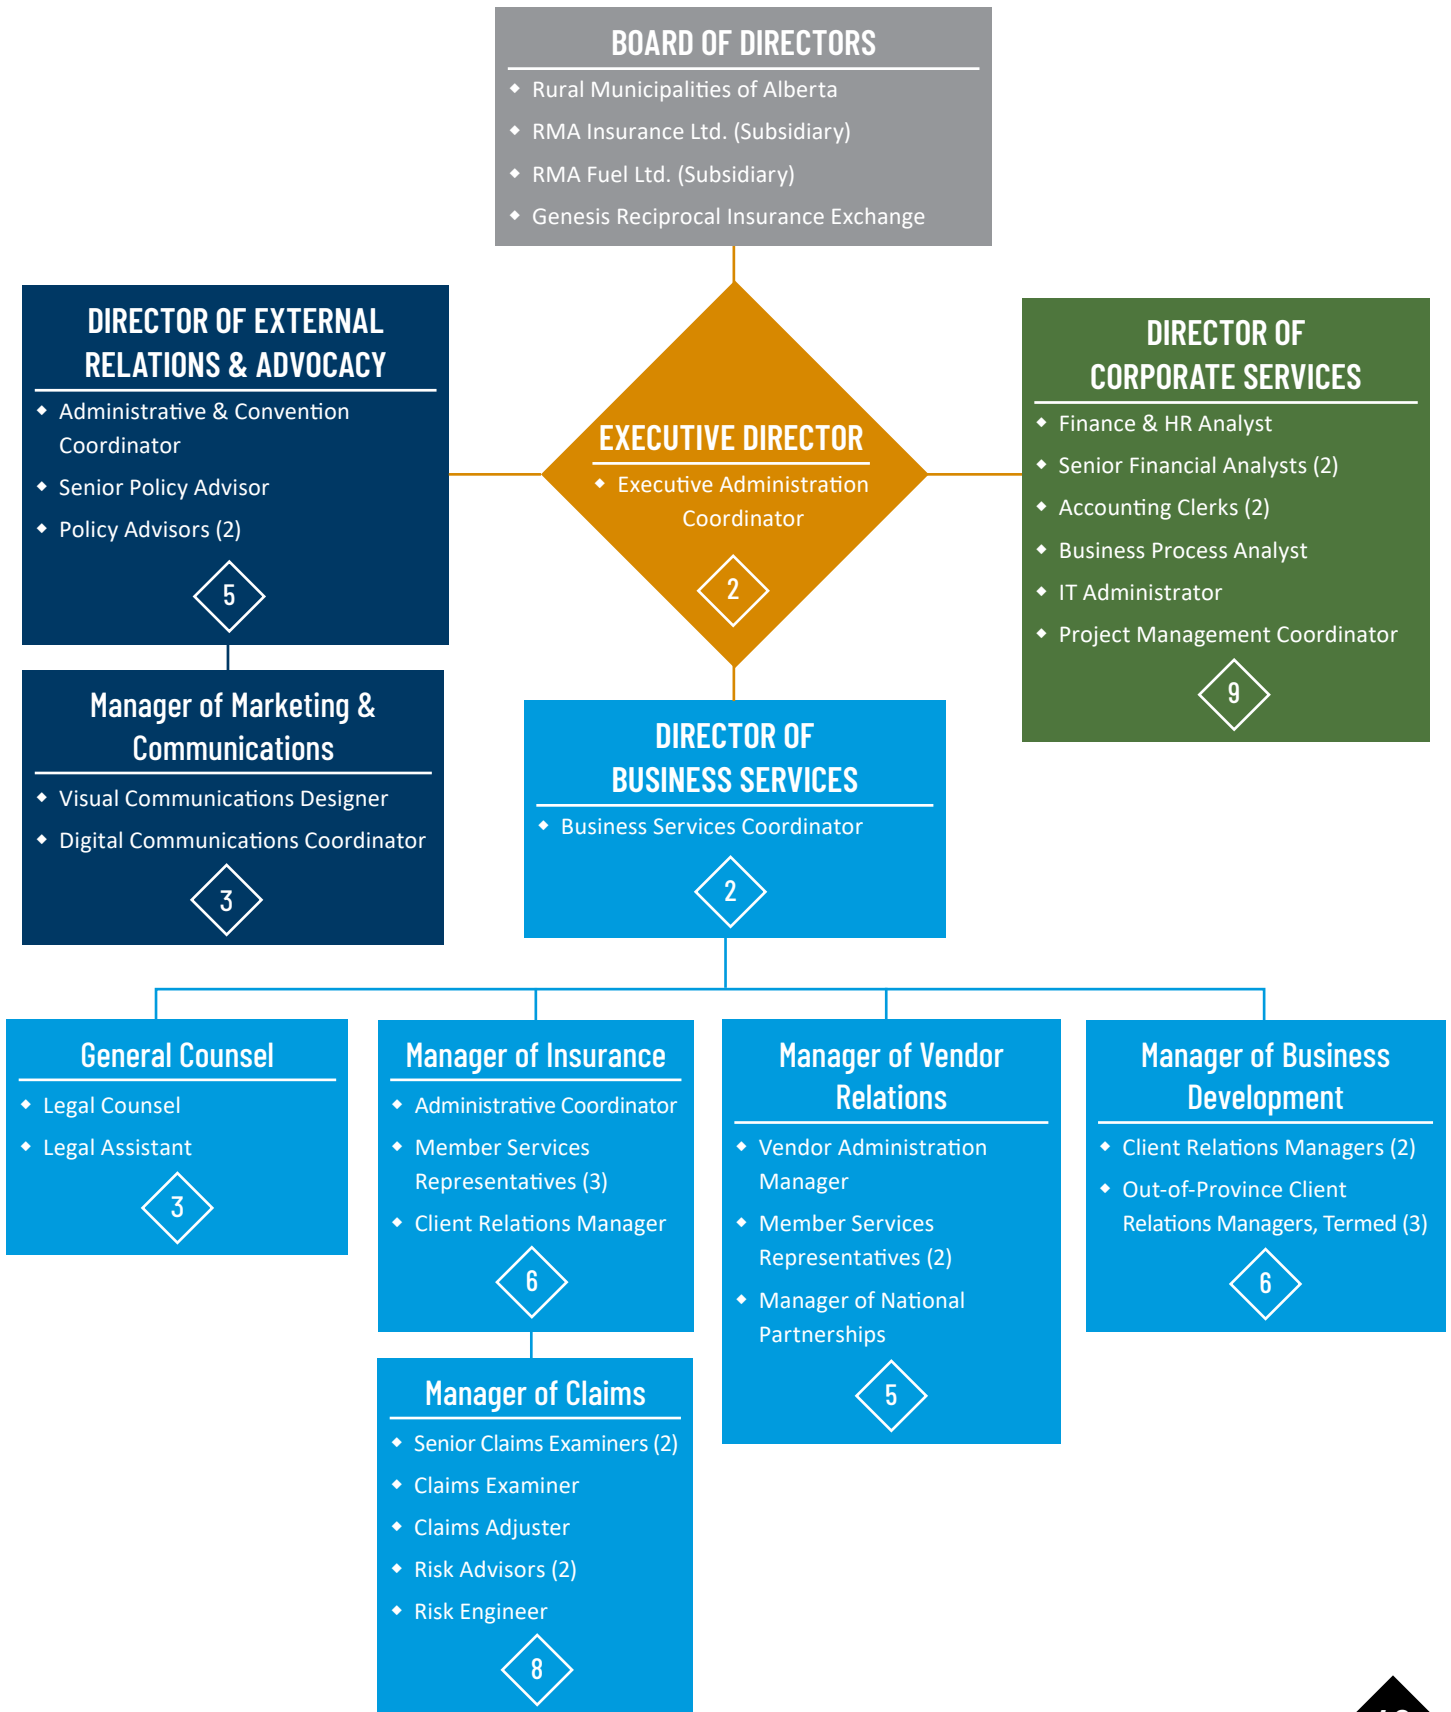 BOARD OF DIRECTORS
Rural Municipalities of Alberta
RMA Insurance Ltd. (Subsidiary)
RMA Fuel Ltd. (Subsidiary)
Genesis Reciprocal Insurance Exchange
DIRECTOR OF EXTERNAL
RELATIONS & ADVOCACY
Administrative & Convention
Coordinator
Senior Policy Advisor
Policy Advisors (2)
5
EXECUTIVE DIRECTOR
Executive Administration
Coordinator
2
DIRECTOR OF
CORPORATE SERVICES
Finance & HR Analyst
Senior Financial Analysts (2)
Accounting Clerks (2)
Business Process Analyst
IT Administrator
Project Management Coordinator
9
Manager of Marketing &
Communications
Visual Communications Designer
Digital Communications Coordinator
3
DIRECTOR OF
BUSINESS SERVICES
Business Services Coordinator
2
General Counsel
Legal Counsel
Legal Assistant
3
Manager of Insurance
Administrative Coordinator
Member Services
Representatives (3)
Client Relations Manager
6
Manager of Vendor
Relations
Vendor Administration
Manager
Member Services
Representatives (2)
Manager of National
Partnerships
5
Manager of Business
Development
Client Relations Managers (2)
Out-of-Province Client
Relations Managers, Termed (3)
6
Manager of Claims
Senior Claims Examiners (2)
Claims Examiner
Claims Adjuster
Risk Advisors (2)
Risk Engineer
8